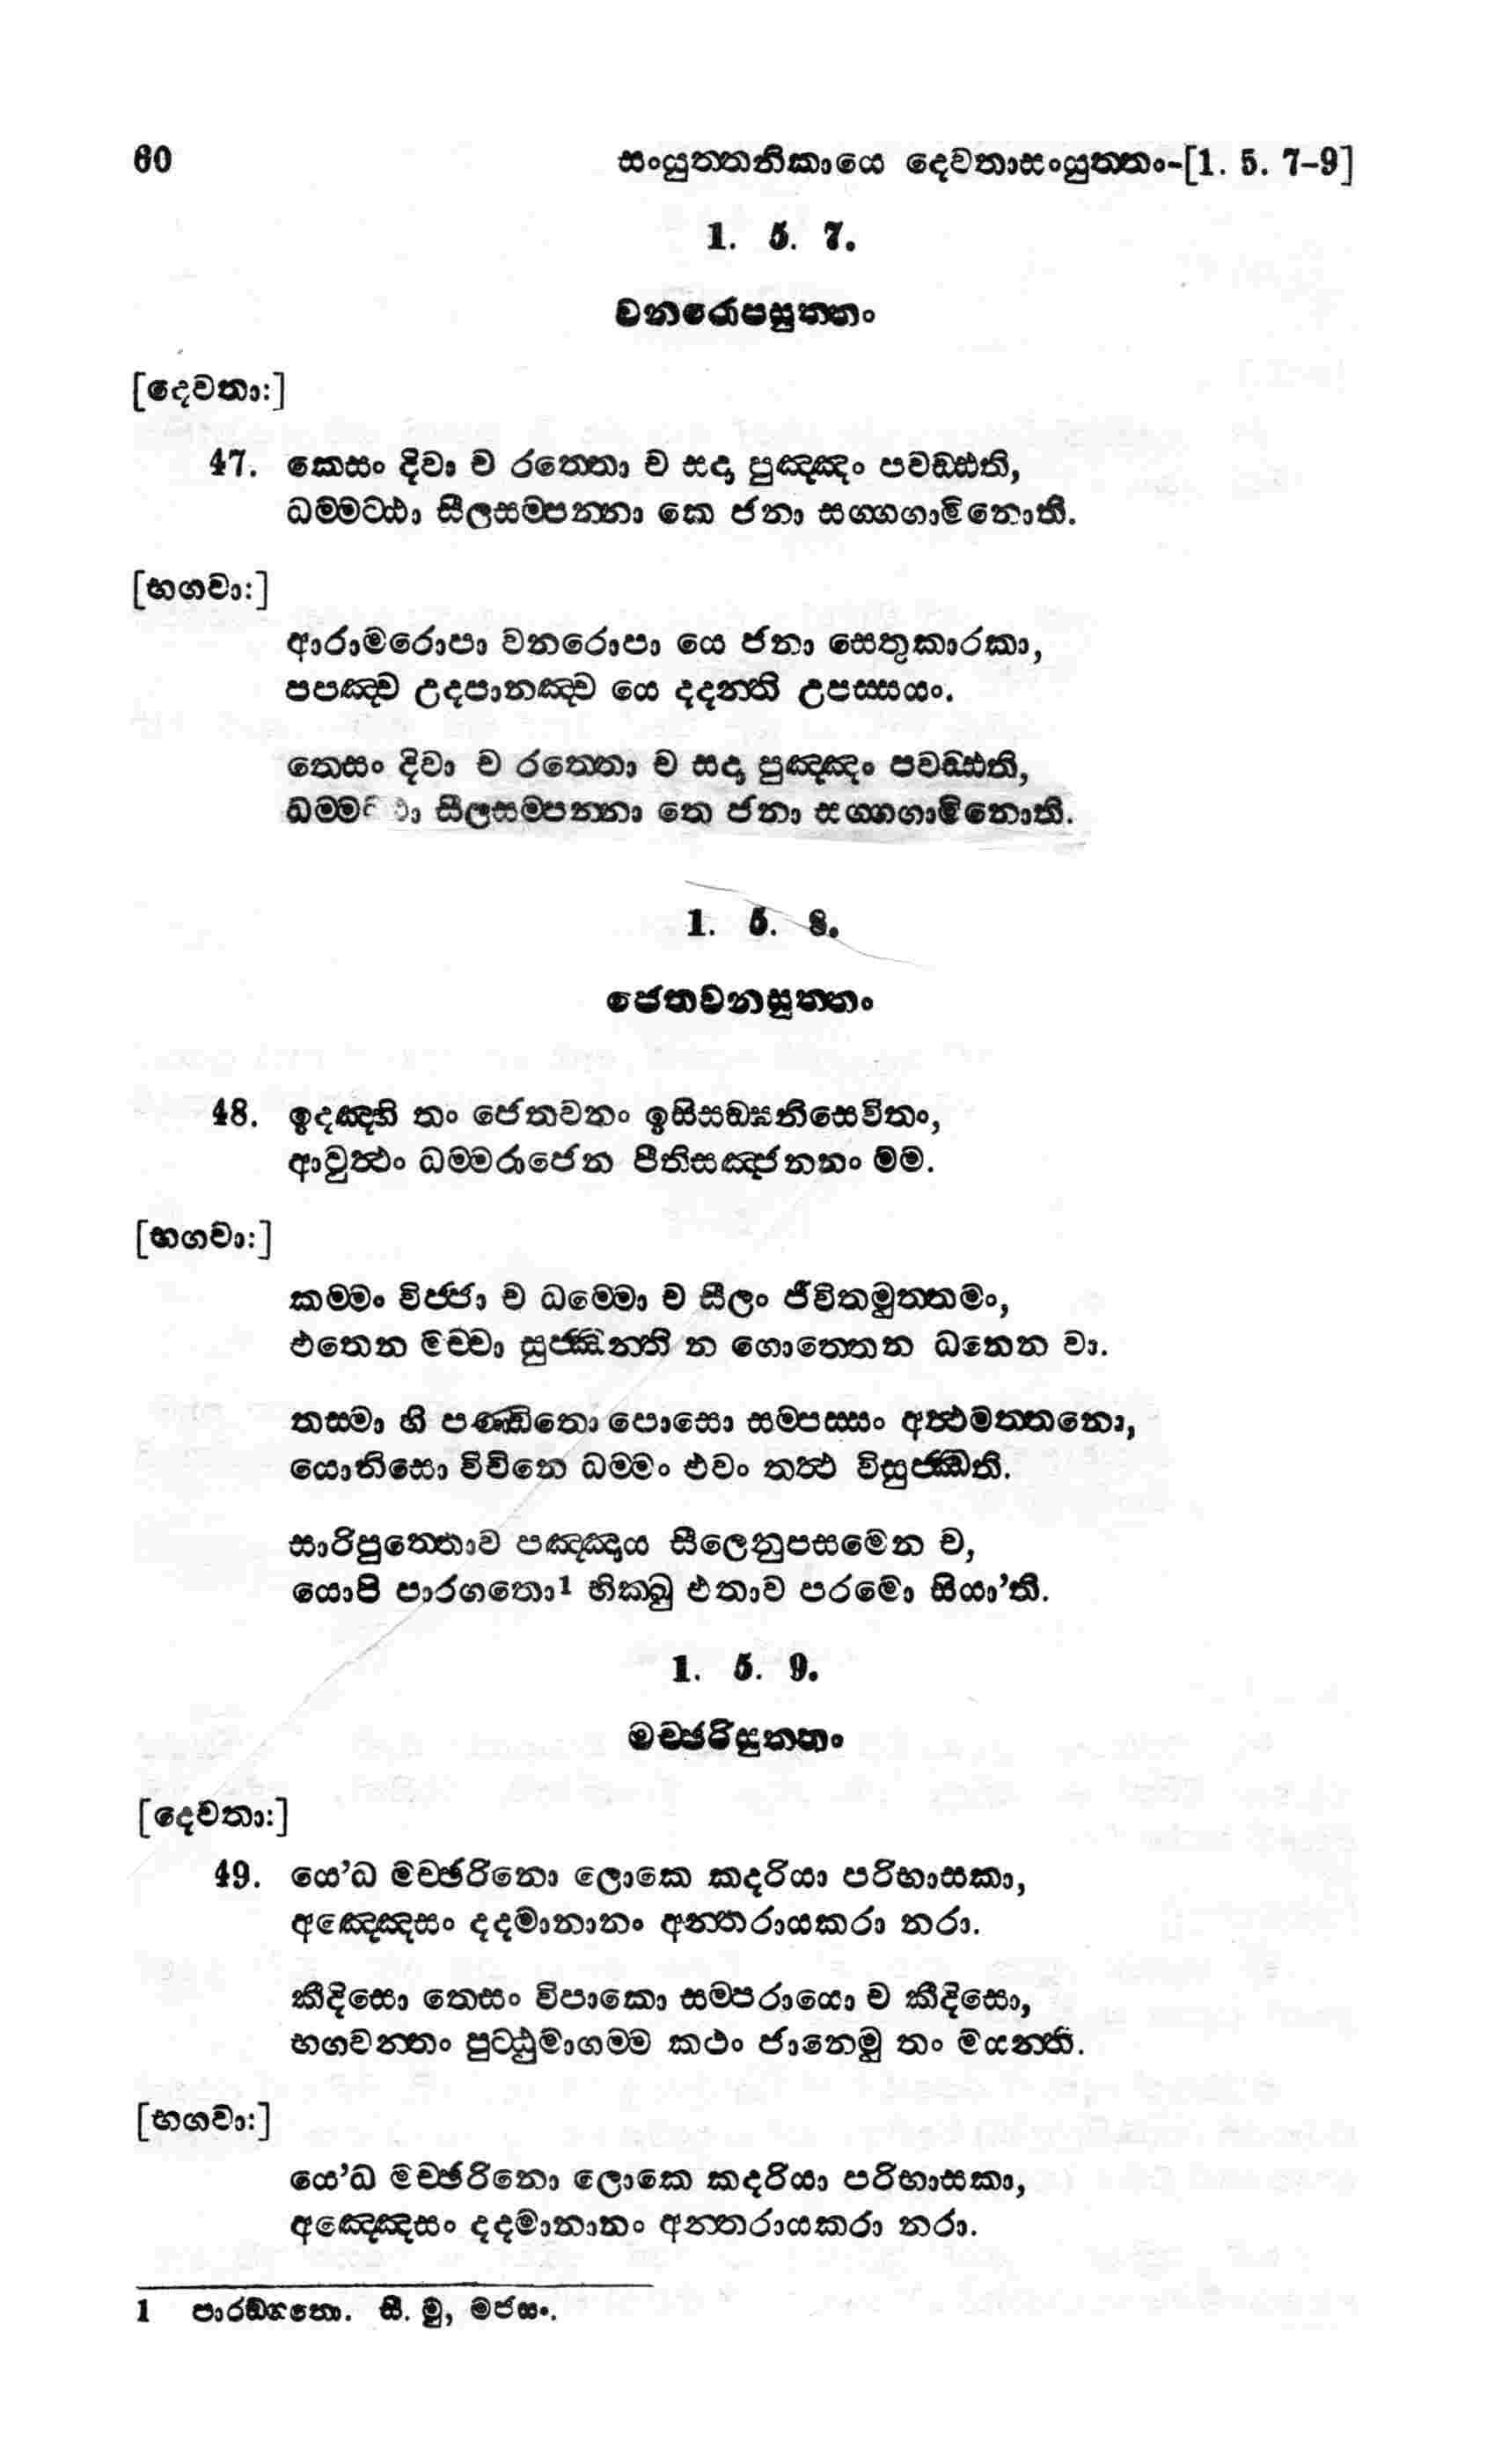 60 සංයුත්තනිකායෙ දෙවතාසංයුත්තං-[1. 5. 7-9]
1. 5. 7.
වනරොපසුත්තං
[දෙවතා:]
47. කෙසං දිවා ච රත්තො ච සදා පුඤ්ඤං පවඩ්ඪති,
ධම්මට්ඨා සීලසම්පන්නා කෙ ජනා සග්ගගාමිනොති.
[භගවා:]
ආරාමරොපා වනරොපා යෙ ජනා සෙතුකාරකා,
පපඤ්ච උදපානඤ්ච යෙ දදන්ති උපස්සයං.
තෙසං දිවා ච රත්තො ච සදා පුඤ්ඤං පවඩ්ඪති,
සීලසම්පන්නා තෙ ජනා සග්ගගාමිනොති.
1. 5. 8.
ජෙතවනසුත්තං
48. ඉදඤ්හි තං ජෙතවනං ඉසිසඞ්ඝනිසෙවිතං,
ආවුත්ථං ධම්මරාජෙන පීතිසඤ්ජනනං මම.
[භගවා:]
කම්මං විජ්ජා ච ධම්මො ච සීලං ජීවිතමුත්තමං,
එතෙන මච්චා සුජ්ඣන්ති න ගොත්තෙන ධනෙන වා.
තස්මා හි පණ්ඩිතො පොසො සම්පස්සං අත්ථමත්තනො,
යොනිසො විචිනෙ ධම්මං එවං තත්ථ විසුජ්ඣති.
සාරිපුත්තොව පඤ්ඤාය සීලෙනුපසමෙන ච,
යොපි පාරගතො1 භික්ඛු එතාව පරමො සියා’ති.
1. 5. 9.
මච්ඡරිසුත්තං
[දෙවතා:]
49. යෙ’ධ මච්ඡරිනො ලොකෙ කදරියා පරිභාසකා,
අඤ්ඤෙසං දදමානානං අන්තරායකරා නරා.
කීදිසො තෙසං විපාකො සම්පරායො ච කීදිසො,
භගවන්තං පුට්ඨුමාගම්ම කථං ජානෙමු තං මයන්ති.
[භගවා:]
යෙ’ධ මච්ඡරිනො ලොකෙ කදරියා පරිභාසකා,
අඤ්ඤෙසං දදමානානං අන්තරායකරා නරා.
1 පාරඞ්ගතො. සී. මු, මජසං.